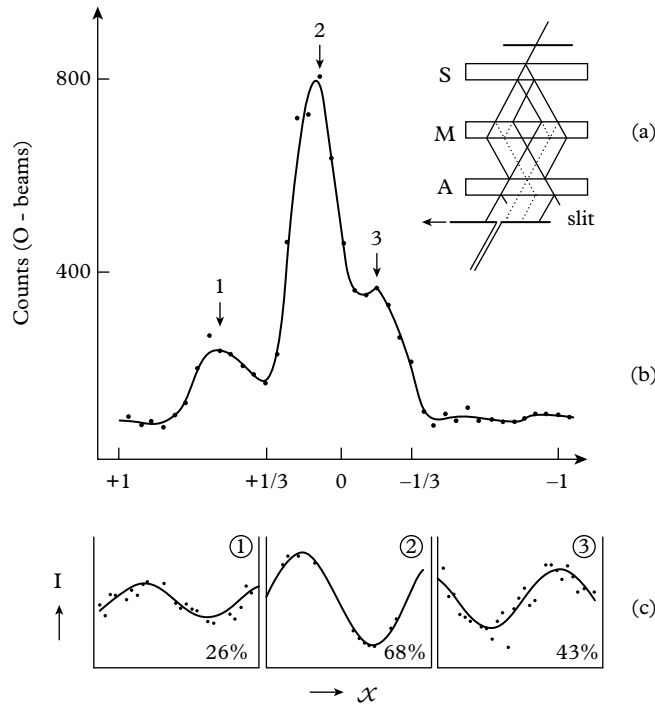 800
400
Counts (O - beams)
1
2
3
S
M
A
slit
(a)
(b)
+1
+1/3
0
–1/3
–1
①
②
③
I
26%
68%
43%
(c)
x